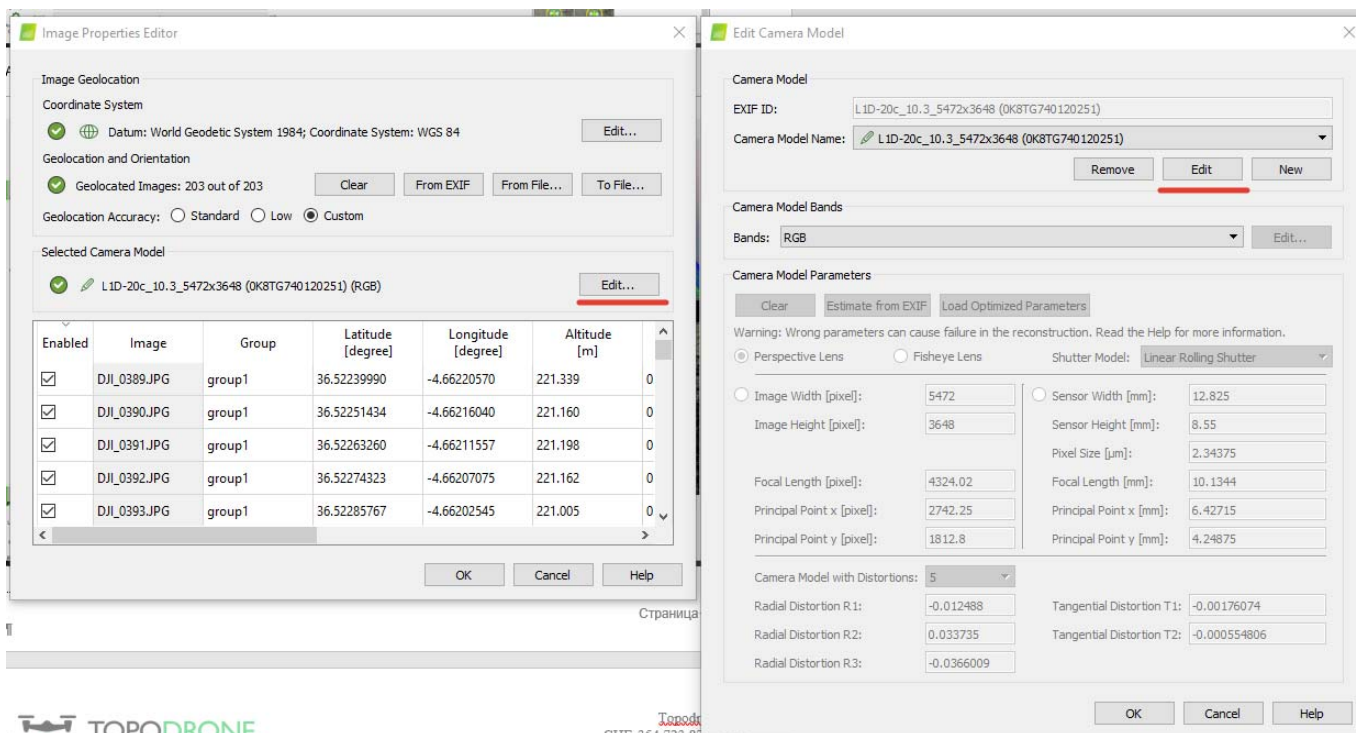 Image Properties Editor
Image Geolocation
Coordinate System
Datum: World Geodetic System 1984; Coordinate System: WGS 84
Edit...
Geolocation and Orientation
Geolocated Images: 203 out of 203
Clear
From EXIF
From File...
To File...
Geolocation Accuracy:
Standard
Low
Custom
Selected Camera Model
L1D-20c_10.3_5472x3648 (0K8TG740120251) (RGB)
Edit...
Enabled Image Group Latitude [degree] Longitude [degree] Altitude [m]
DJI_0389.JPG group1 36.52239990 -4.66220570 221.339 0
DJI_0390.JPG group1 36.52251434 -4.66216040 221.160 0
DJI_0391.JPG group1 36.52263260 -4.66211557 221.198 0
DJI_0392.JPG group1 36.52274323 -4.66207075 221.162 0
DJI_0393.JPG group1 36.52285767 -4.66202545 221.005 0
OK
Cancel
Help
Страница
TOPODRONE
Edit Camera Model
Camera Model
EXIF ID: L1D-20c_10.3_5472x3648 (0K8TG740120251)
Camera Model Name: L1D-20c_10.3_5472x3648 (0K8TG740120251)
Remove
Edit
New
Camera Model Bands
Bands: RGB
Edit...
Camera Model Parameters
Clear
Estimate from EXIF
Load Optimized Parameters
Warning: Wrong parameters can cause failure in the reconstruction. Read the Help for more information.
Perspective Lens
Fisheye Lens
Shutter Model: Linear Rolling Shutter
Image Width [pixel]: 5472
Sensor Width [mm]: 12.825
Image Height [pixel]: 3648
Sensor Height [mm]: 8.55
Pixel Size [µm]: 2.34375
Focal Length [pixel]: 4324.02
Focal Length [mm]: 10.1344
Principal Point x [pixel]: 2742.25
Principal Point x [mm]: 6.42715
Principal Point y [pixel]: 1812.8
Principal Point y [mm]: 4.24875
Camera Model with Distortions: 5
Radial Distortion R1: -0.012488
Tangential Distortion T1: -0.00176074
Radial Distortion R2: 0.033735
Tangential Distortion T2: -0.000554806
Radial Distortion R3: -0.0366009
OK
Cancel
Help